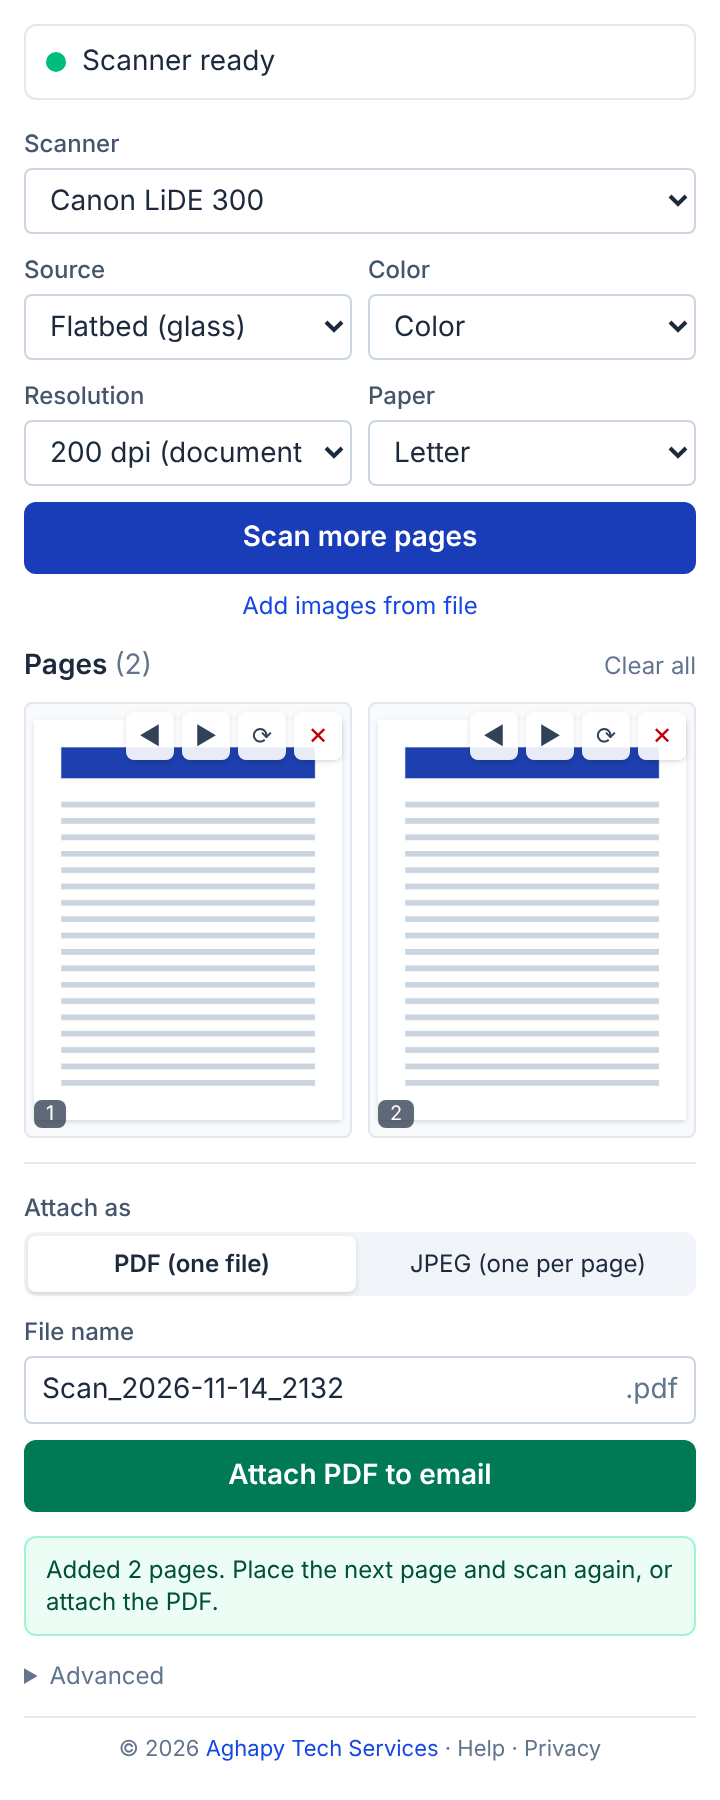 Scanner ready
Scanner
Canon LiDE 300
Source
Color
Flatbed (glass)
Color
Resolution
Paper
200 dpi (document
Letter
Scan more pages
Add images from file
Pages (2)
Clear all
1
2
Attach as
PDF (one file)
JPEG (one per page)
File name
Scan_2026-11-14_2132
.pdf
Attach PDF to email
Added 2 pages. Place the next page and scan again, or
attach the PDF.
Advanced
© 2026 Aghapy Tech Services · Help · Privacy